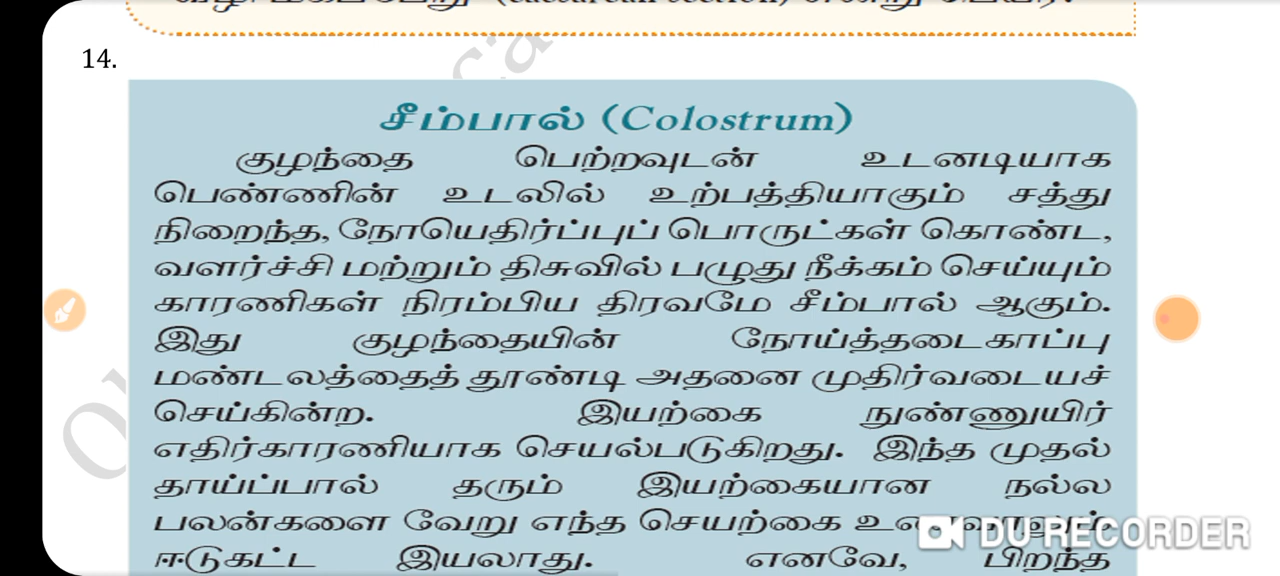 (caesarean section)
14.
சீம்பால் (Colostrum)
குழந்தை பெற்றவுடன் உடனடியாக
பெண்ணின் உடலில் உற்பத்தியாகும் சத்து
நிறைந்த, நோயெதிர்ப்புப் பொருட்கள் கொண்ட,
வளர்ச்சி மற்றும் திசுவில் பழுது நீக்கம் செய்யும்
காரணிகள் நிரம்பிய திரவமே சீம்பால் ஆகும்.
இது குழந்தையின் நோய்த்தடைகாப்பு
மண்டலத்தைத் தூண்டி அதனை முதிர்வடையச்
செய்கின்ற. இயற்கை நுண்ணுயிர்
எதிர்காரணியாக செயல்படுகிறது. இந்த முதல்
தாய்ப்பால் தரும் இயற்கையான நல்ல
பலன்களை வேறு எந்த செயற்கை
ஈடுகட்ட இயலாது. எனவே, பிறந்த
DU RECORDER